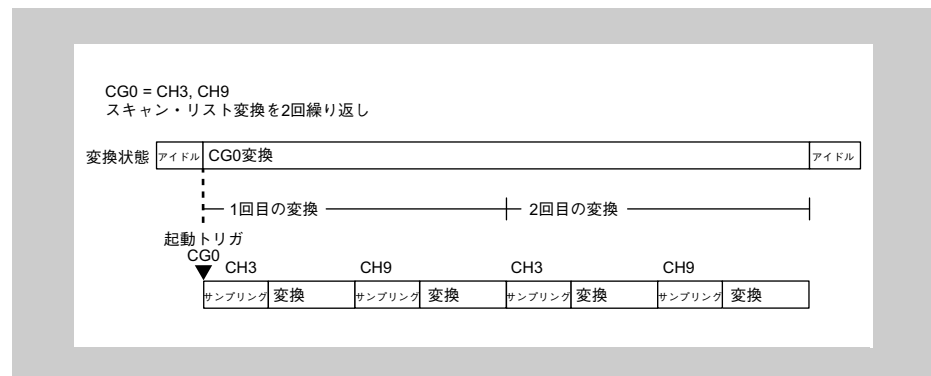 CG0 = CH3, CH9
スキャン・リスト変換を2回繰り返し
変換状態 アイドル CG0変換 アイドル
1回目の変換 2回目の変換
起動トリガ
CG0
CH3 CH9 CH3 CH9
サンプリング 変換 サンプリング 変換 サンプリング 変換 サンプリング 変換